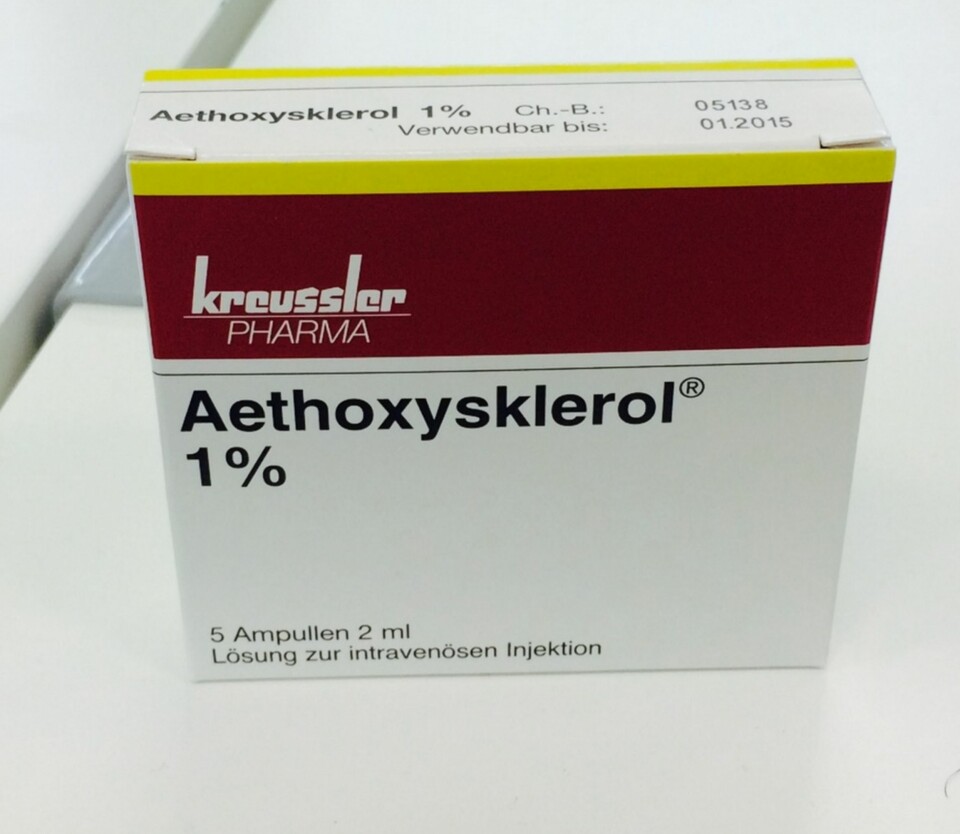 Aethoxysklerol 1% Ch.-B.: 05138
Verwendbar bis: 01.2015
kreussler
PHARMA
Aethoxysklerol®
1%
5 Ampullen 2 ml
Lösung zur intravenösen Injektion